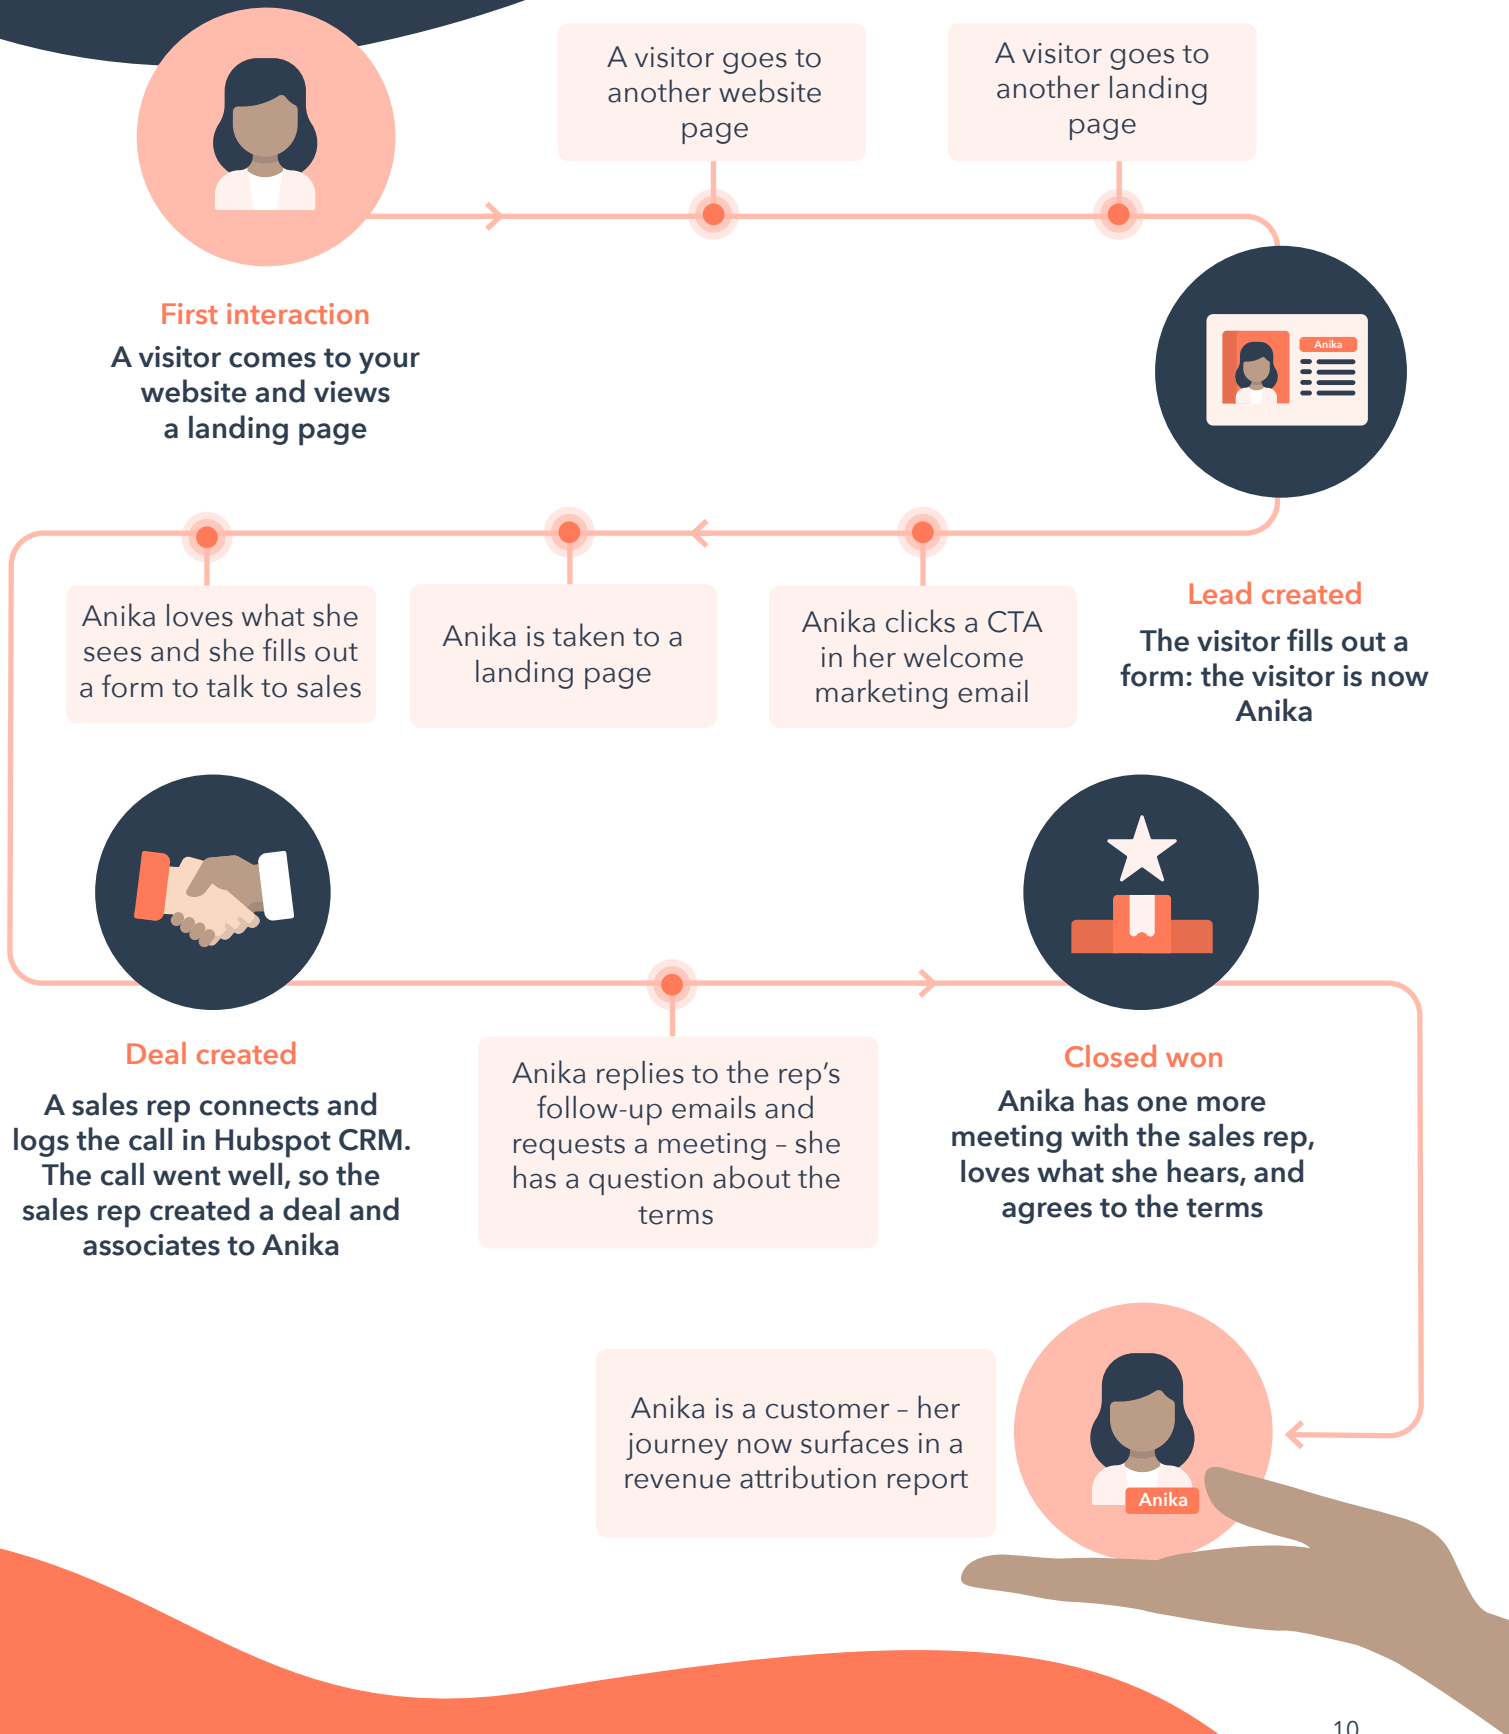 A visitor goes to
another website
page
A visitor goes to
another landing
page
First interaction
A visitor comes to your
website and views
a landing page
Anika
Lead created
The visitor fills out a
form: the visitor is now
Anika
Anika clicks a CTA
in her welcome
marketing email
Anika is taken to a
landing page
Anika loves what she
sees and she fills out
a form to talk to sales
Deal created
A sales rep connects and
logs the call in Hubspot CRM.
The call went well, so the
sales rep created a deal and
associates to Anika
Anika replies to the rep’s
follow-up emails and
requests a meeting – she
has a question about the
terms
Closed won
Anika has one more
meeting with the sales rep,
loves what she hears, and
agrees to the terms
Anika is a customer – her
journey now surfaces in a
revenue attribution report
Anika
10